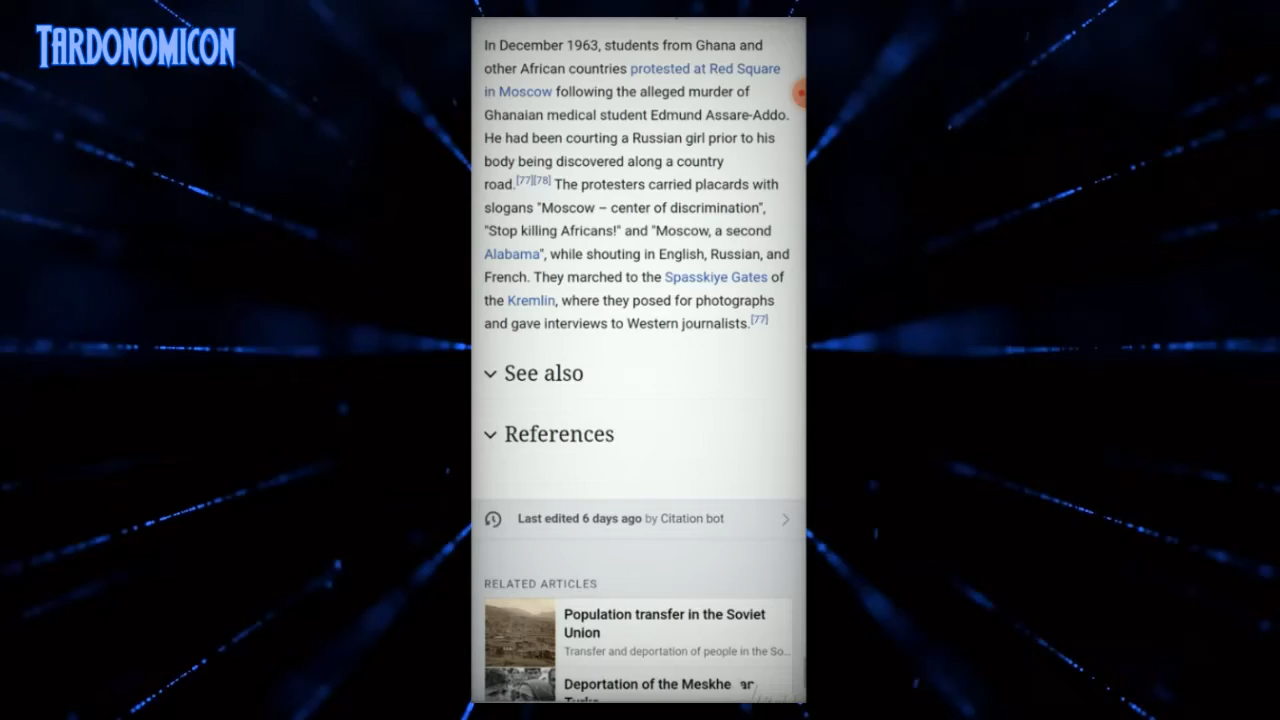 TARDONOMICON
In December 1963, students from Ghana and
other African countries protested at Red Square
in Moscow following the alleged murder of
Ghanaian medical student Edmund Assare-Addo.
He had been courting a Russian girl prior to his
body being discovered along a country
road.[77][78] The protesters carried placards with
slogans "Moscow – center of discrimination",
"Stop killing Africans!" and "Moscow, a second
Alabama", while shouting in English, Russian, and
French. They marched to the Spasskiye Gates of
the Kremlin, where they posed for photographs
and gave interviews to Western journalists.[77]
See also
References
Last edited 6 days ago by Citation bot
RELATED ARTICLES
Population transfer in the Soviet
Union
Transfer and deportation of people in the So...
Deportation of the